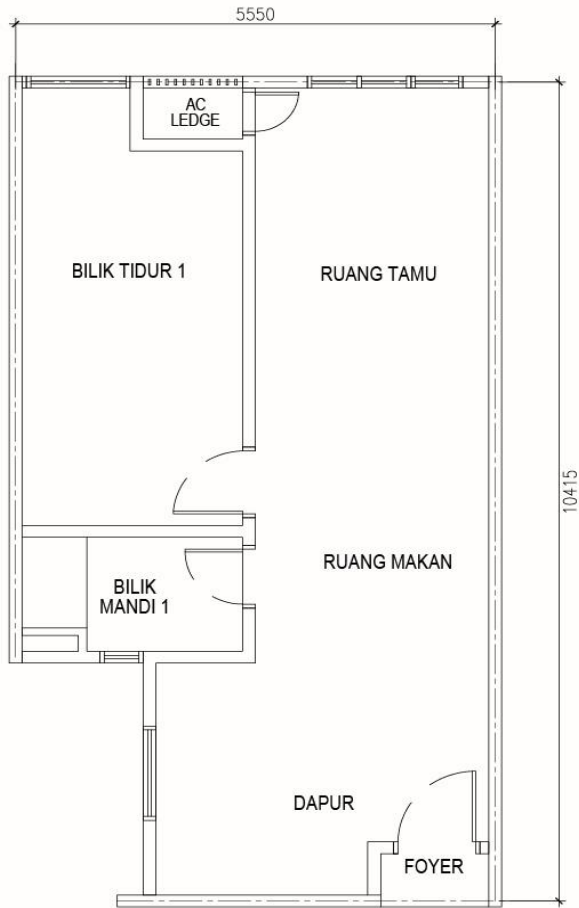 5550
AC
LEDGE
BILIK TIDUR 1
RUANG TAMU
10415
RUANG MAKAN
BILIK
MANDI 1
DAPUR
FOYER